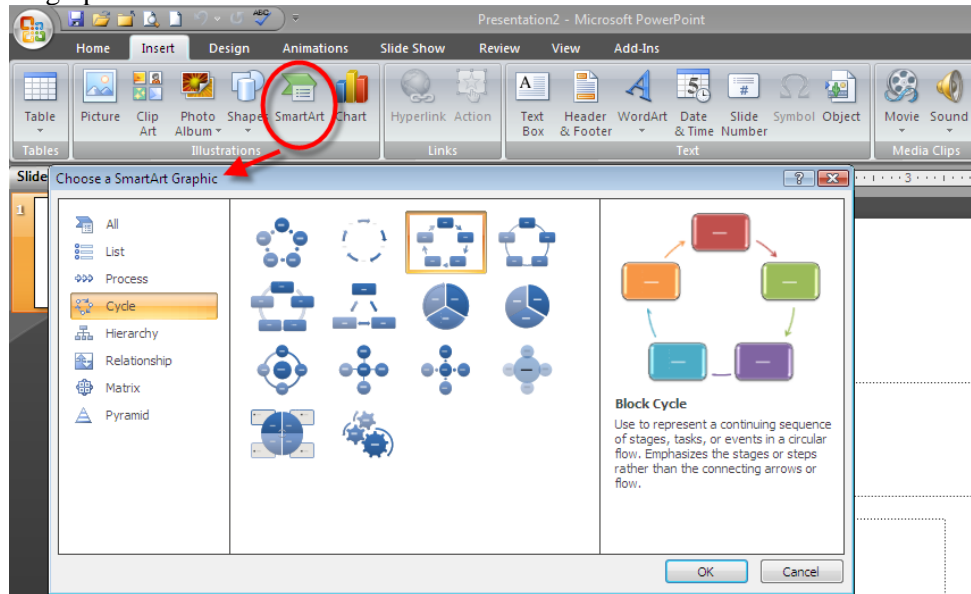 Presentation2 - Microsoft PowerPoint
Home Insert Design Animations Slide Show Review View Add-Ins
Table Picture Clip Art Photo Album Shapes SmartArt Chart Hyperlink Action Text Box Header & Footer WordArt Date & Time Slide Number Symbol Object Movie Sound
Tables Illustrations Links Text Media Clips
Slide
Choose a SmartArt Graphic
3
1
All
List
Process
Cycle
Hierarchy
Relationship
Matrix
Pyramid
Block Cycle
Use to represent a continuing sequence
of stages, tasks, or events in a circular
flow. Emphasizes the stages or steps
rather than the connecting arrows or
flow.
OK Cancel